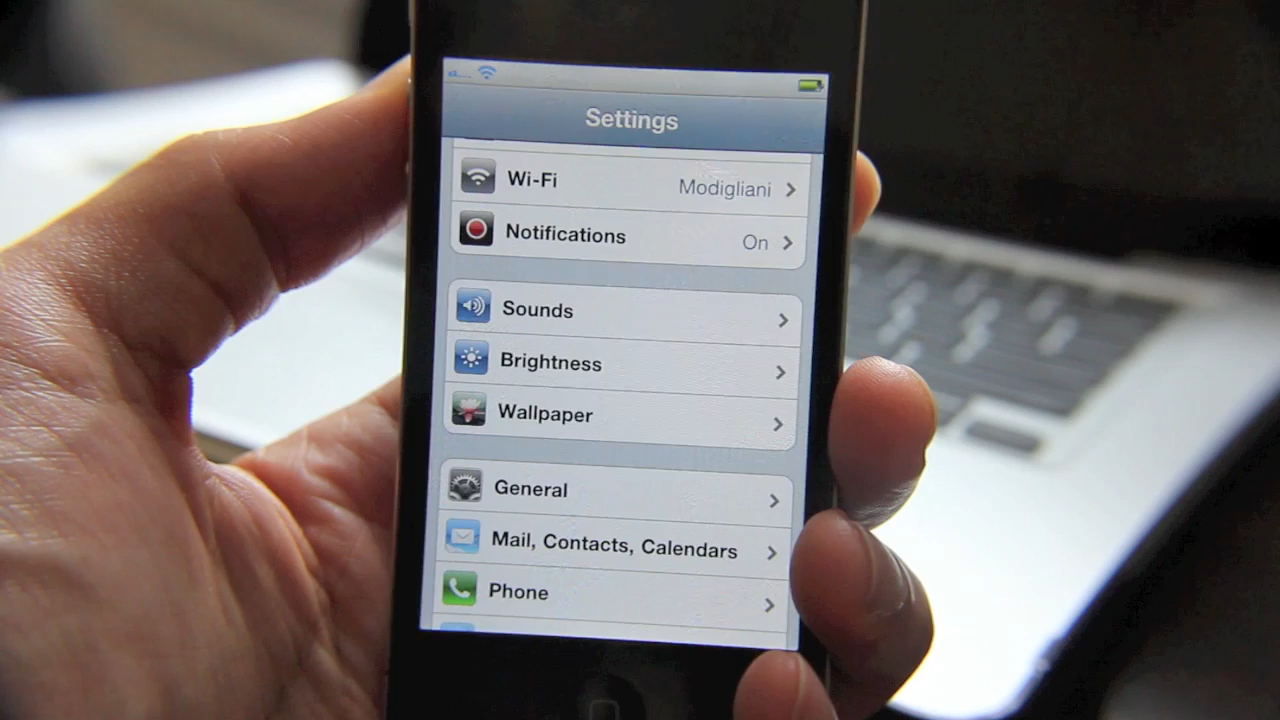 Settings
Wi-Fi Modigliani
Notifications On
Sounds
Brightness
Wallpaper
General
Mail, Contacts, Calendars
Phone